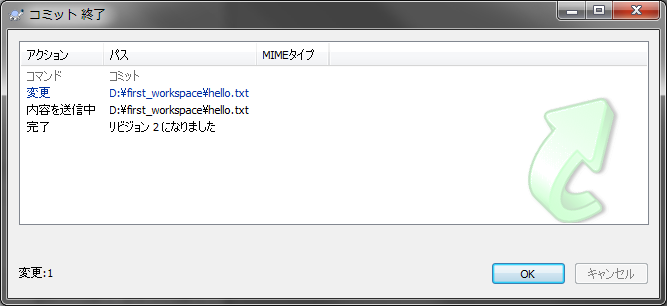 コミット 終了
アクション パス MIMEタイプ
コマンド コミット
変更 D:¥first_workspace¥hello.txt
内容を送信中 D:¥first_workspace¥hello.txt
完了 リビジョン 2 になりました
変更:1
OK キャンセル